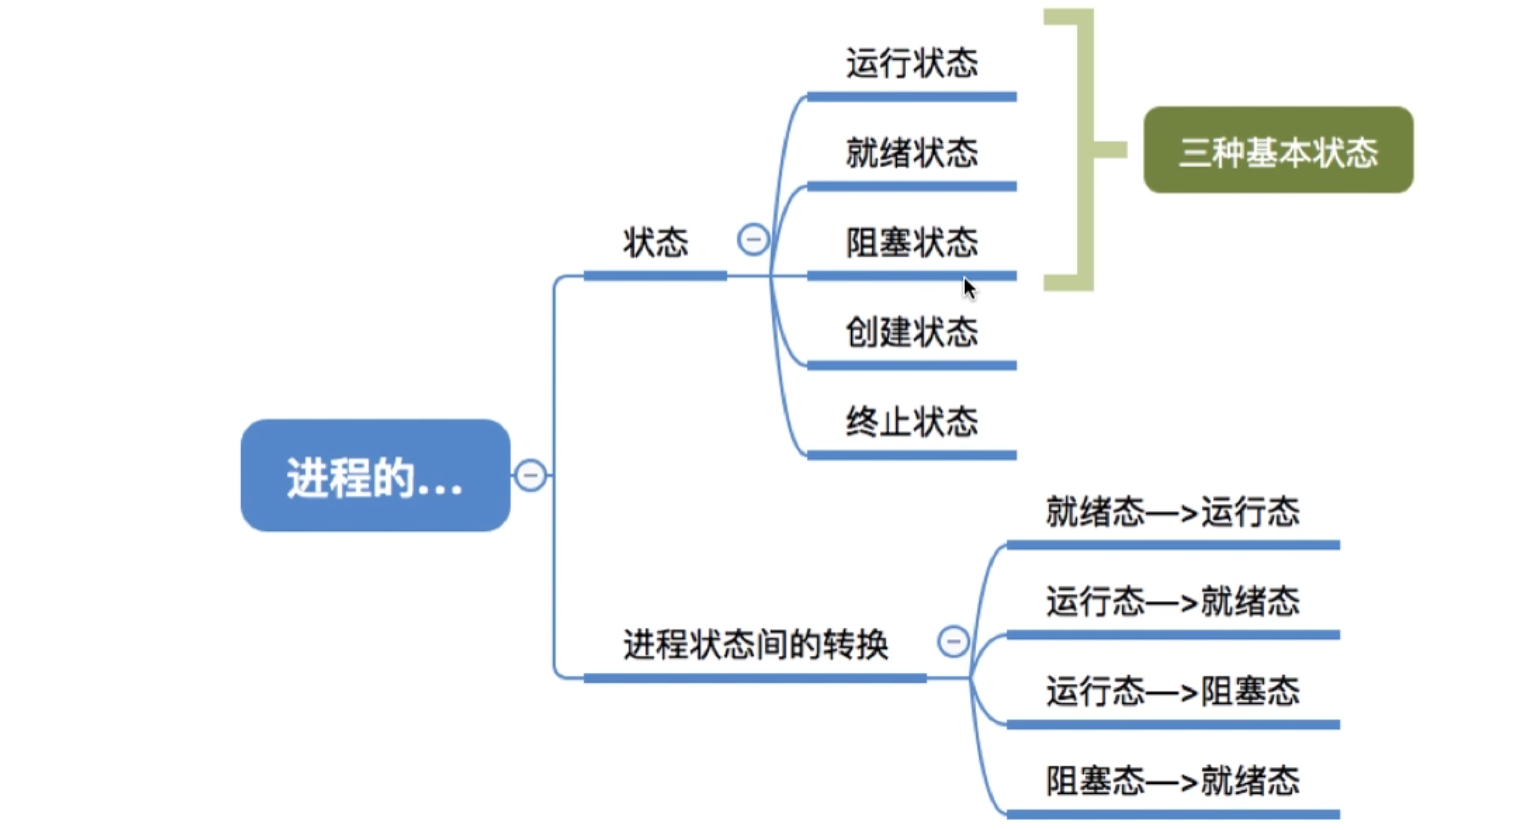 运行状态
就绪状态
阻塞状态
创建状态
终止状态
三种基本状态
状态
进程的...
进程状态间的转换
就绪态—>运行态
运行态—>就绪态
运行态—>阻塞态
阻塞态—>就绪态